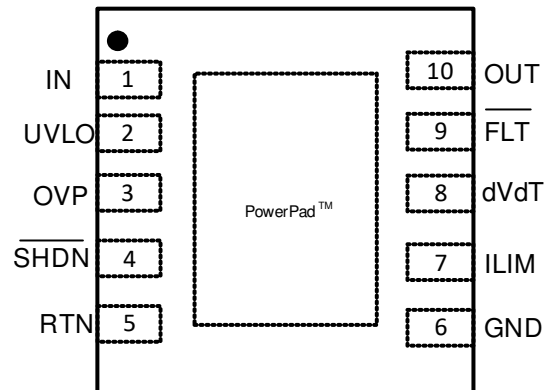 IN 1
UVLO 2
OVP 3
SHDN 4
RTN 5
PowerPad™
10 OUT
9 FLT
8 dVdT
7 ILIM
6 GND